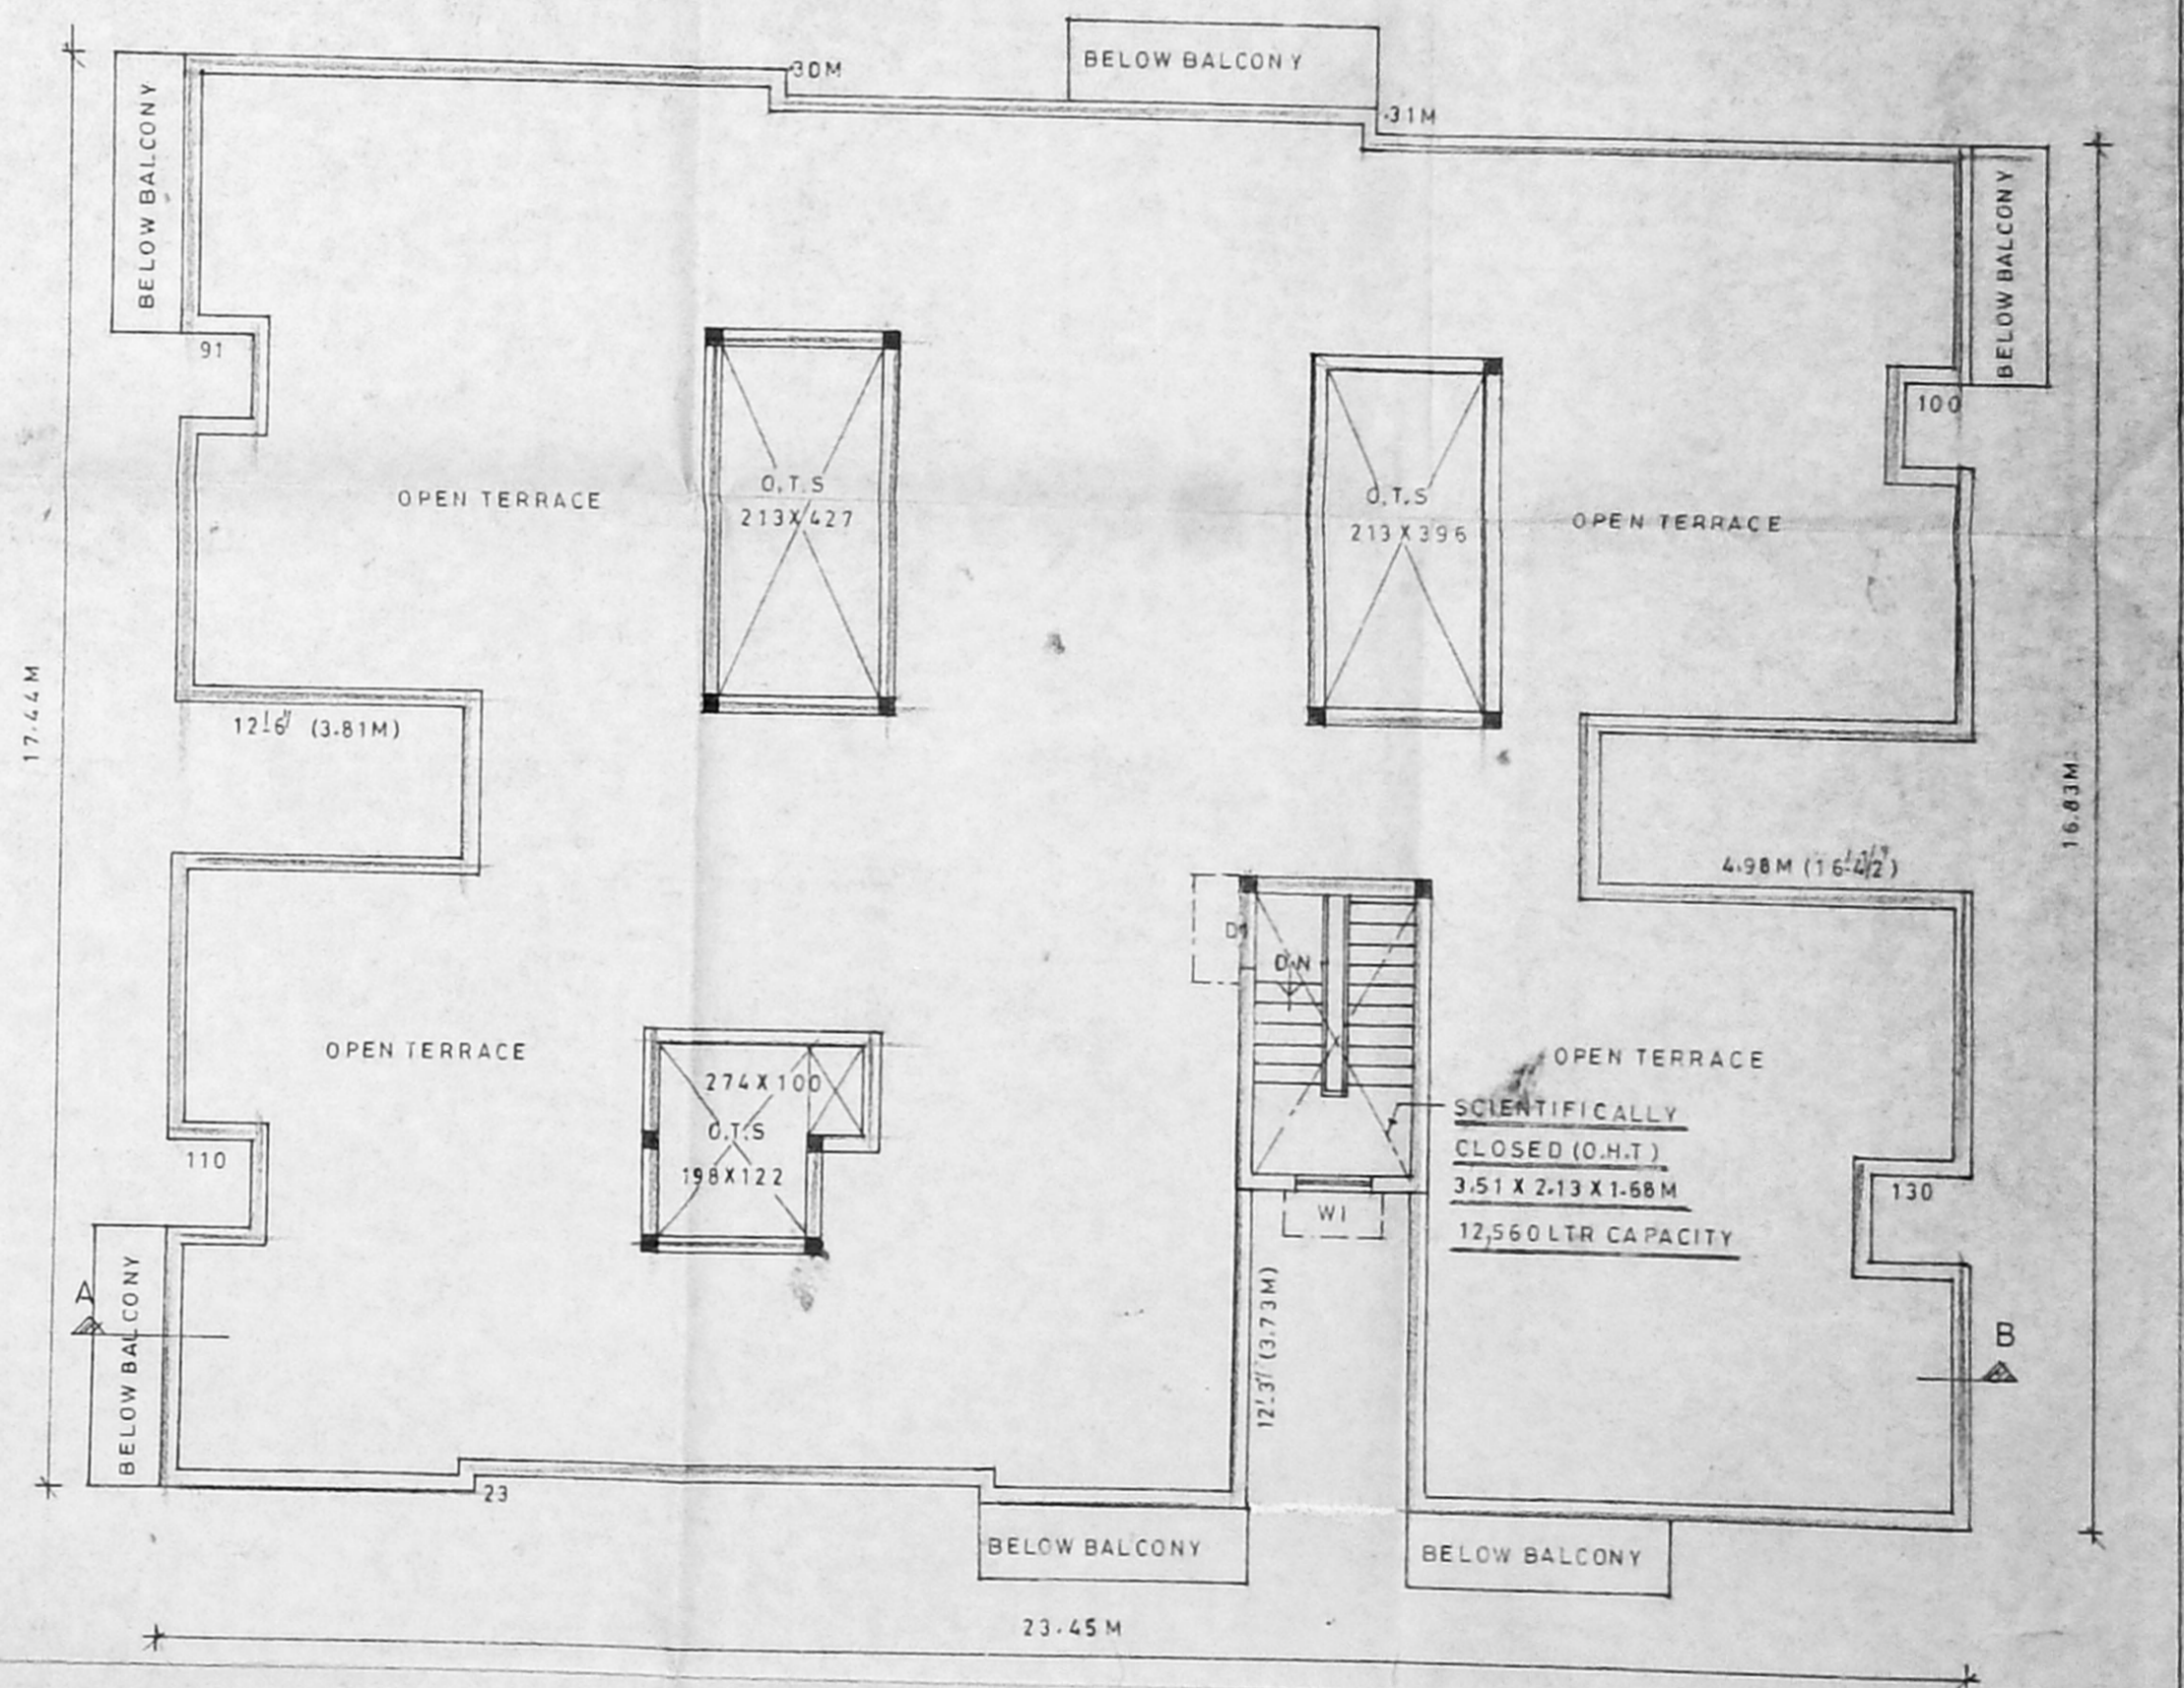 BELOW BALCONY
.30M
BELOW BALCONY
.31M
BELOW BALCONY
91
100
OPEN TERRACE
O.T.S
213X427
O.T.S
213X396
OPEN TERRACE
17.44M
12'-6" (3.81M)
16.83M
4.98M (16'-4½")
D1
DN
OPEN TERRACE
274X100
O.T.S
198X122
OPEN TERRACE
SCIENTIFICALLY
CLOSED (O.H.T)
3.51 X 2.13 X 1.68M
12,560 LTR CAPACITY
110
130
W1
A
BELOW BALCONY
12'-3" (3.73M)
B
23
BELOW BALCONY
BELOW BALCONY
23.45M